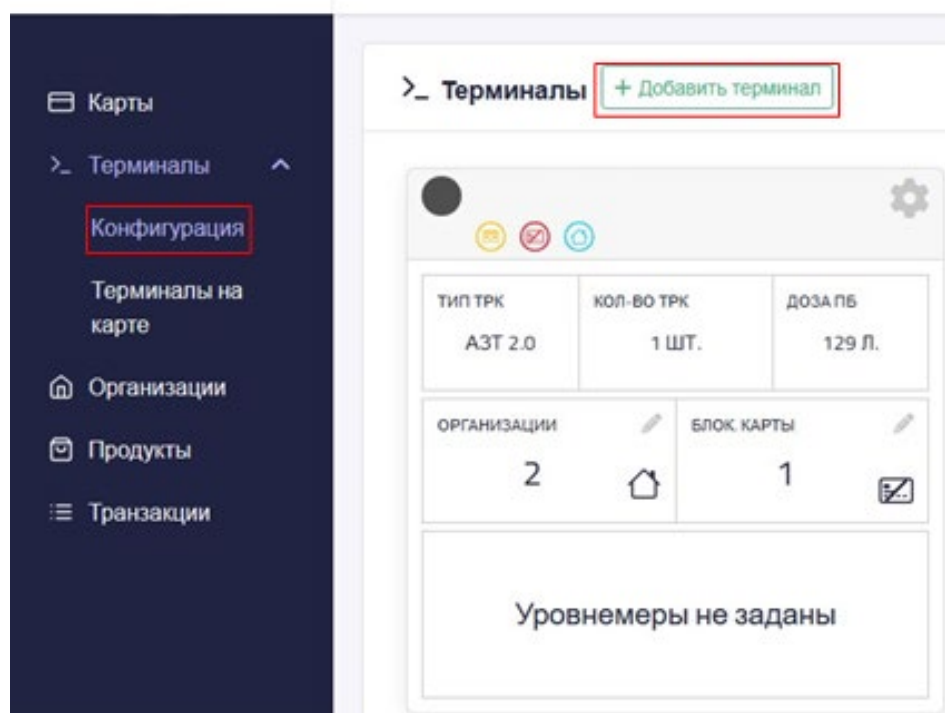 Карты
>_ Терминалы
Конфигурация
Терминалы на
карте
Организации
Продукты
Транзакции
>_ Терминалы + Добавить терминал
ТИП ТРК КОЛ-ВО ТРК ДОЗА ПБ
АЗТ 2.0 1 ШТ. 129 Л.
ОРГАНИЗАЦИИ БЛОК. КАРТЫ
2 1
Уровнемеры не заданы